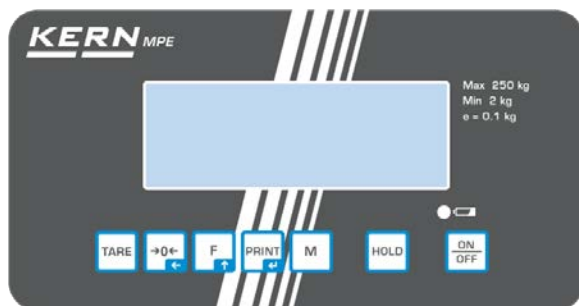 KERN MPE
Max 250 kg
Min 2 kg
e = 0.1 kg
TARE →0← F PRINT M HOLD ON
OFF